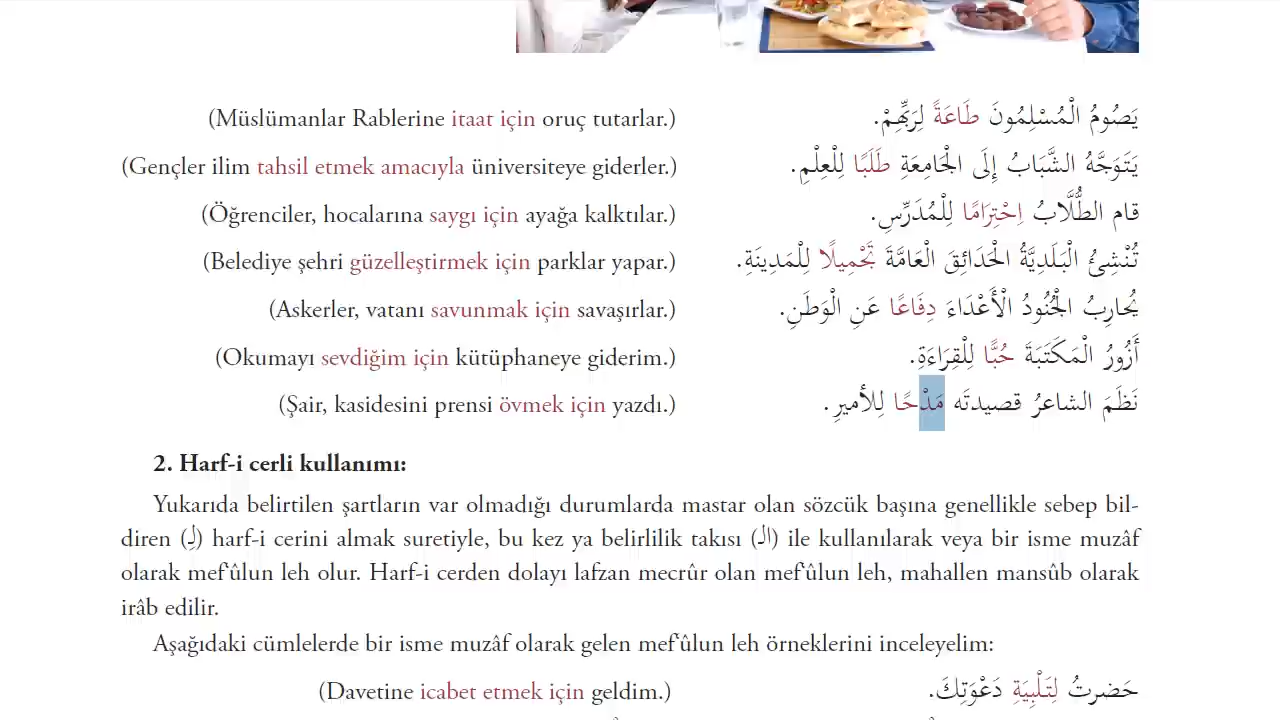 (Müslümanlar Rablerine itaat için oruç tutarlar.) يَصُومُ الْمُسْلِمُونَ طَاعَةً لِرَبِّهِمْ.
(Gençler ilim tahsil etmek amacıyla üniversiteye giderler.) يَتَوَجَّهُ الشَّبَابُ إِلَى الْجَامِعَةِ طَلَبًا لِلْعِلْمِ.
(Öğrenciler, hocalarına saygı için ayağa kalktılar.) قام الطُّلَّابُ اِحْتِرَامًا لِلْمُدَرِّسِ.
(Belediye şehri güzelleştirmek için parklar yapar.) تُنْشِئُ الْبَلَدِيَّةُ الْحَدَائِقَ الْعَامَّةَ تَجْمِيلًا لِلْمَدِينَةِ.
(Askerler, vatanı savunmak için savaşırlar.) يُحَارِبُ الْجُنُودُ الْأَعْدَاءَ دِفَاعًا عَنِ الْوَطَنِ.
(Okumayı sevdiğim için kütüphaneye giderim.) أَزُورُ الْمَكَتَبَةَ حُبًّا لِلْقِرَاءَةِ.
(Şair, kasidesini prensi övmek için yazdı.) نَظَمَ الشاعرُ قصيدتَه مَدْحًا لِلأميرِ.
2. Harf-i cerli kullanımı:
Yukarıda belirtilen şartların var olmadığı durumlarda mastar olan sözcük başına genellikle sebep bil-
diren (لِـ) harf-i cerini almak suretiyle, bu kez ya belirlilik takısı (الـ) ile kullanılarak veya bir isme muzâf
olarak mef'ûlun leh olur. Harf-i cerden dolayı lafzan mecrûr olan mef'ûlun leh, mahallen mansûb olarak
irâb edilir.
Aşağıdaki cümlelerde bir isme muzâf olarak gelen mef'ûlun leh örneklerini inceleyelim:
(Davetine icabet etmek için geldim.) حَضرتُ لِتَلْبِيَةِ دَعْوَتِكَ.